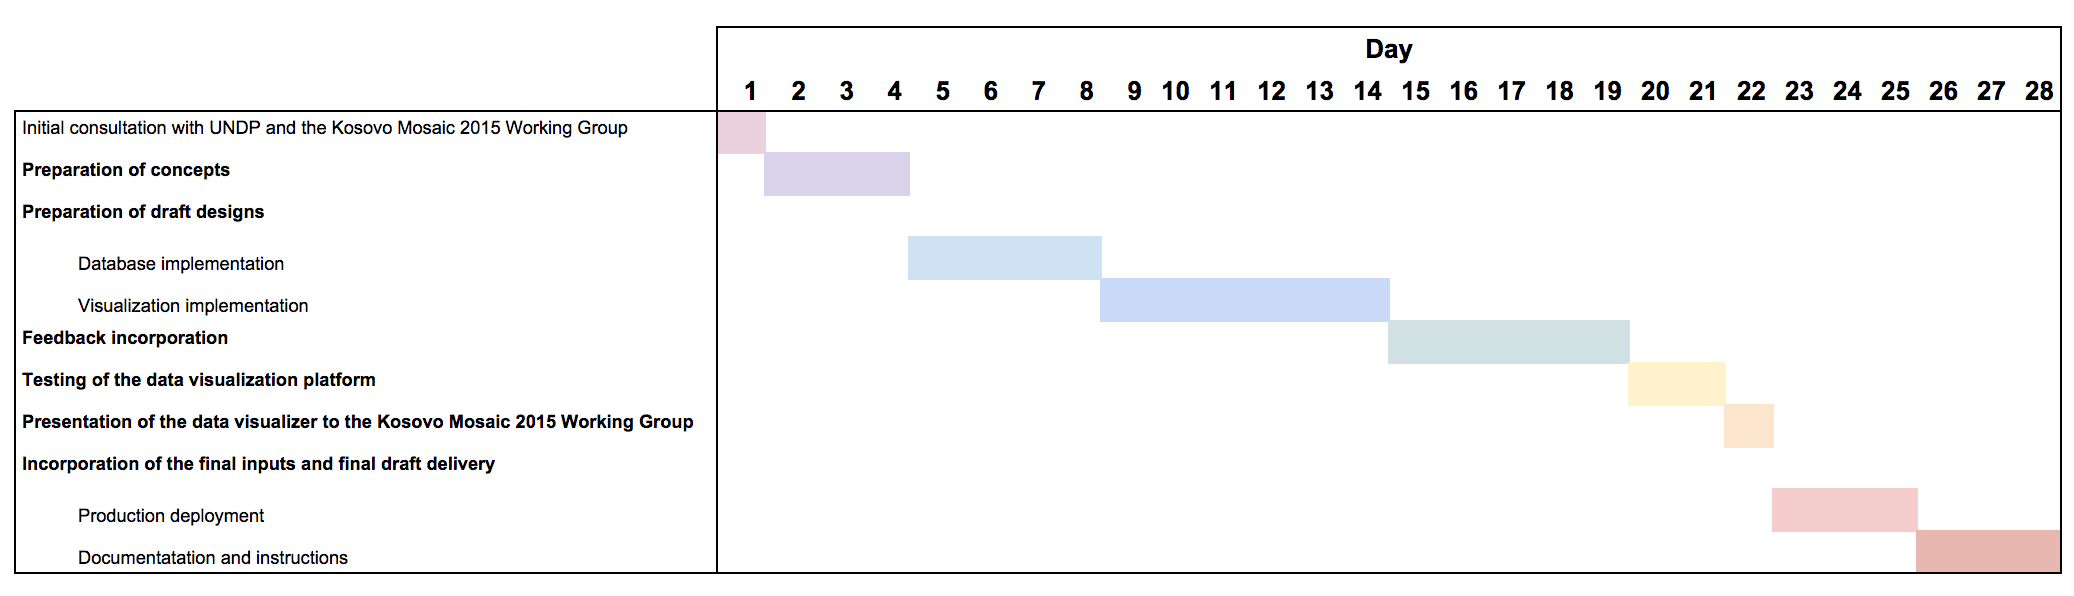 Day
1 2 3 4 5 6 7 8 9 10 11 12 13 14 15 16 17 18 19 20 21 22 23 24 25 26 27 28
Initial consultation with UNDP and the Kosovo Mosaic 2015 Working Group
Preparation of concepts
Preparation of draft designs
Database implementation
Visualization implementation
Feedback incorporation
Testing of the data visualization platform
Presentation of the data visualizer to the Kosovo Mosaic 2015 Working Group
Incorporation of the final inputs and final draft delivery
Production deployment
Documentatation and instructions